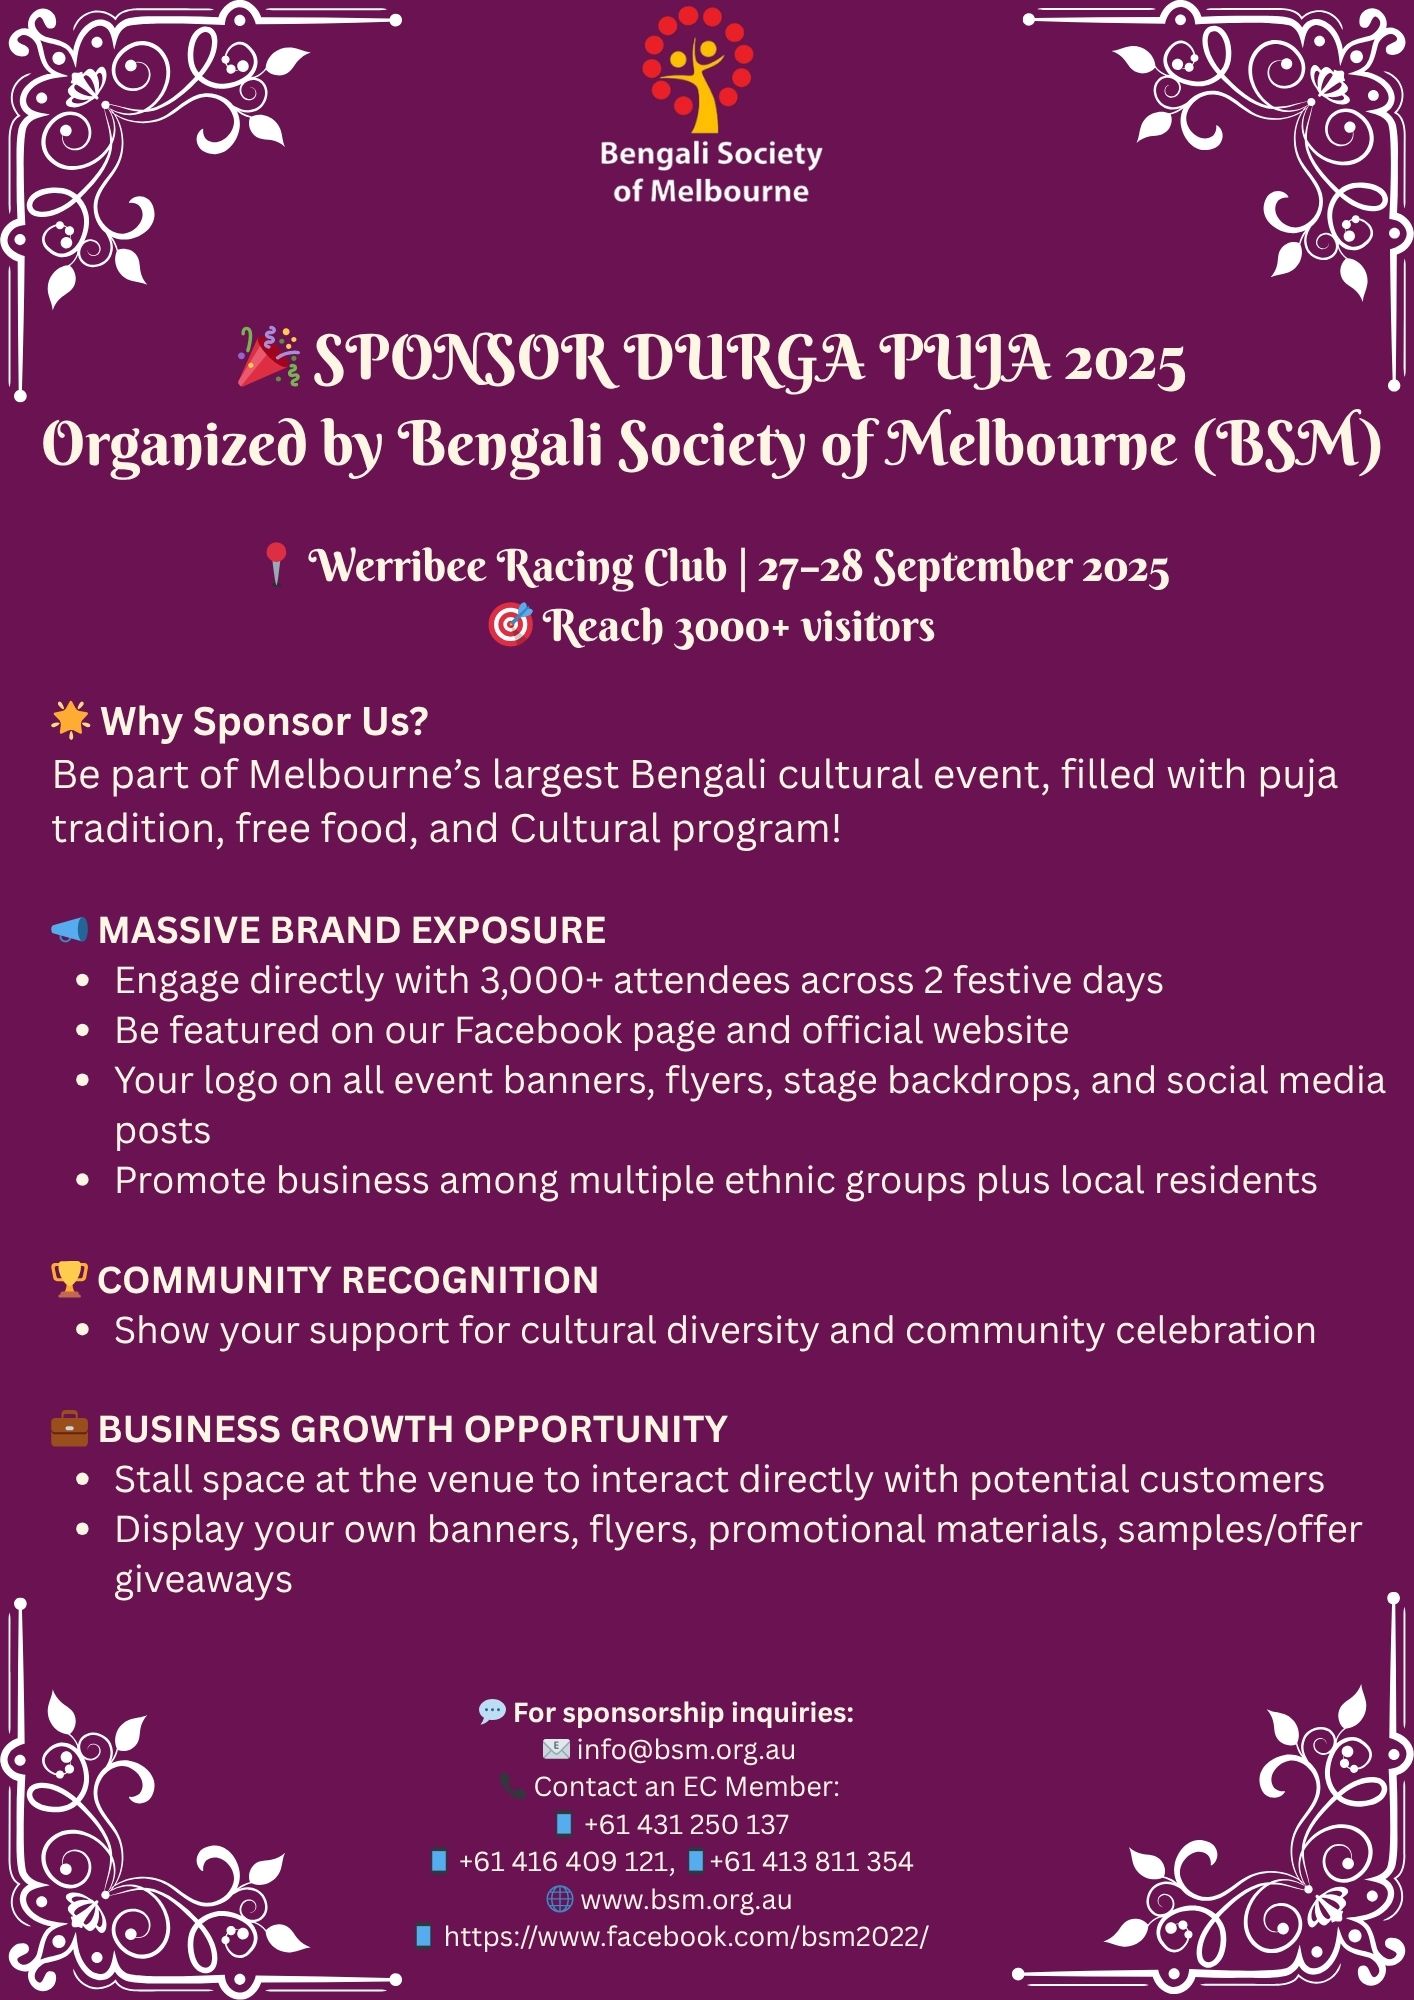 Bengali Society
of Melbourne
🎉 SPONSOR DURGA PUJA 2025
Organized by Bengali Society of Melbourne (BSM)
📍 Werribee Racing Club | 27–28 September 2025
🎯 Reach 3000+ visitors
🌟 Why Sponsor Us?
Be part of Melbourne’s largest Bengali cultural event, filled with puja
tradition, free food, and Cultural program!
📣 MASSIVE BRAND EXPOSURE
• Engage directly with 3,000+ attendees across 2 festive days
• Be featured on our Facebook page and official website
• Your logo on all event banners, flyers, stage backdrops, and social media
posts
• Promote business among multiple ethnic groups plus local residents
🏆 COMMUNITY RECOGNITION
• Show your support for cultural diversity and community celebration
💼 BUSINESS GROWTH OPPORTUNITY
• Stall space at the venue to interact directly with potential customers
• Display your own banners, flyers, promotional materials, samples/offer
giveaways
💬 For sponsorship inquiries:
📧 info@bsm.org.au
📞 Contact an EC Member:
📱 +61 431 250 137
📱 +61 416 409 121, 📱+61 413 811 354
🌐 www.bsm.org.au
📱 https://www.facebook.com/bsm2022/